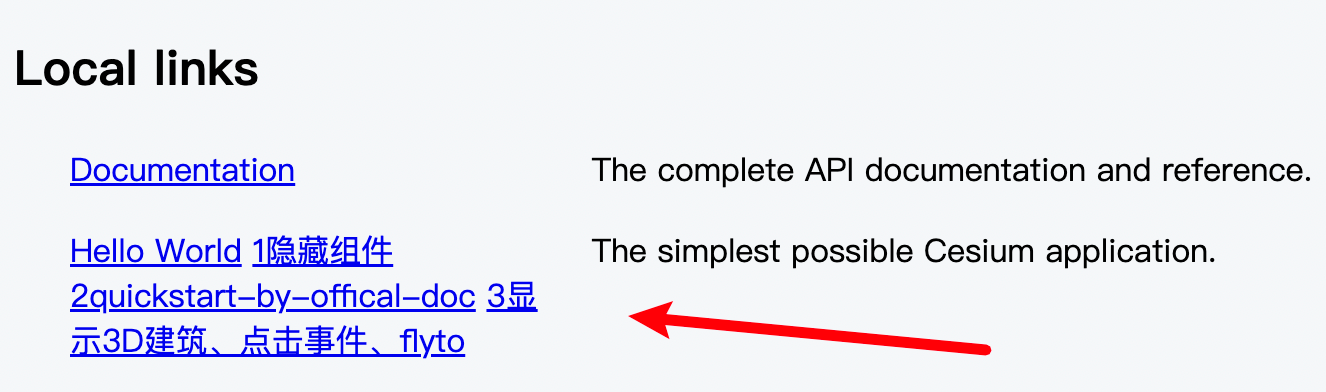 Local links
Documentation The complete API documentation and reference.
Hello World 1隐藏组件 The simplest possible Cesium application.
2quickstart-by-offical-doc 3显
示3D建筑、点击事件、flyto